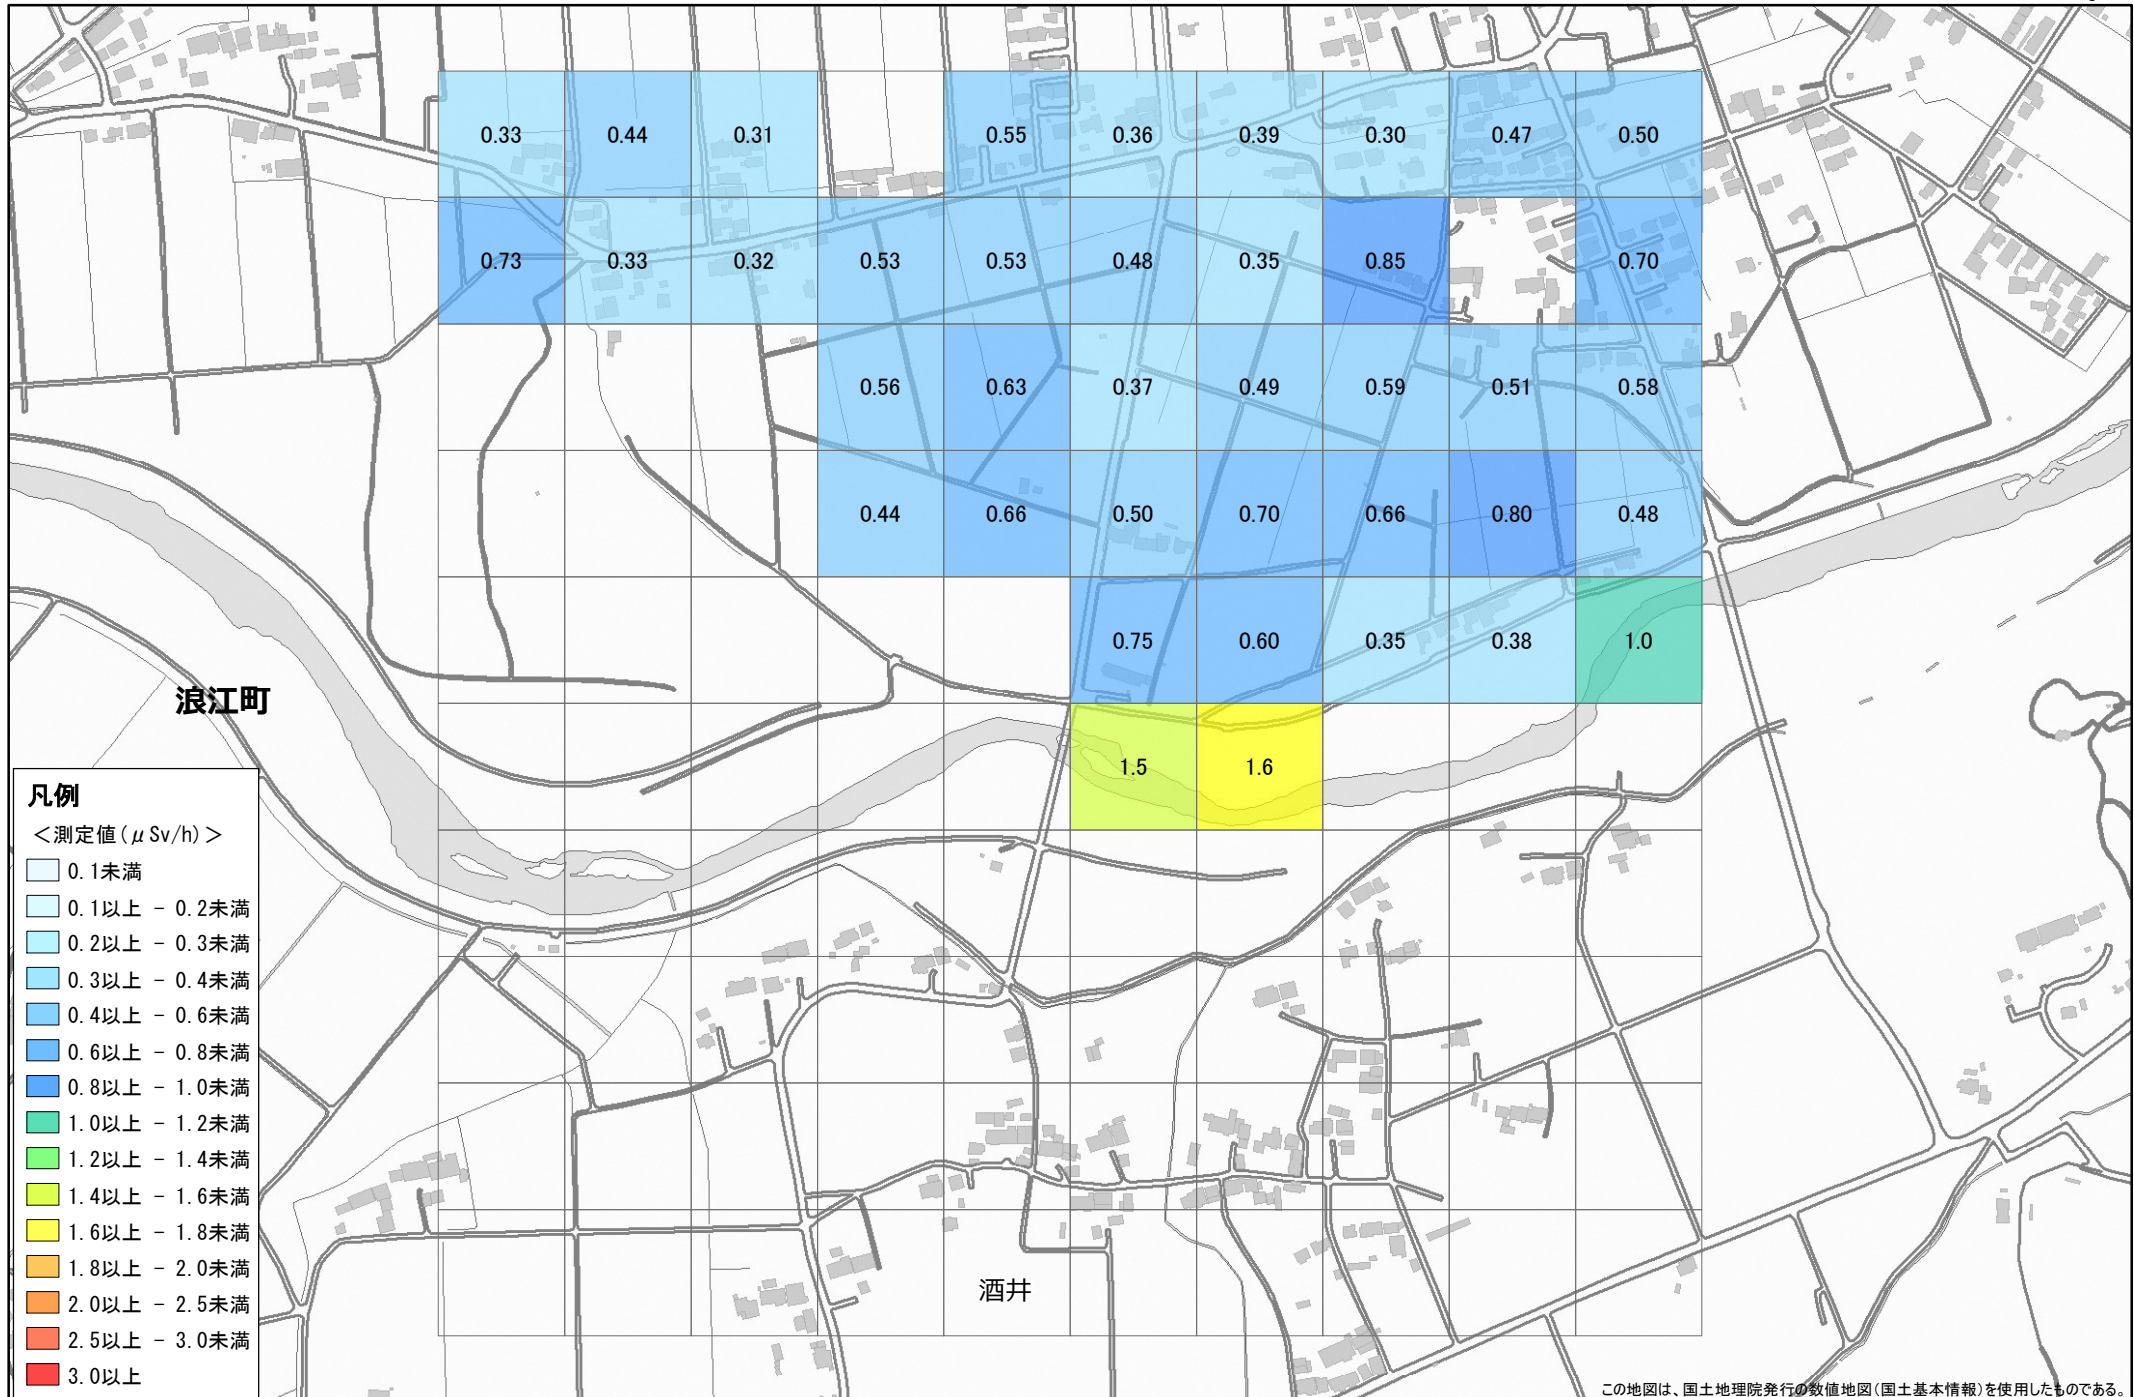 0.33 0.44 0.31 0.55 0.36 0.39 0.30 0.47 0.50
0.73 0.33 0.32 0.53 0.53 0.48 0.35 0.85 0.70
0.56 0.63 0.37 0.49 0.59 0.51 0.58
0.44 0.66 0.50 0.70 0.66 0.80 0.48
0.75 0.60 0.35 0.38 1.0
浪江町
1.5 1.6
凡例
<測定値(μSv/h)>
0.1未満
0.1以上 - 0.2未満
0.2以上 - 0.3未満
0.3以上 - 0.4未満
0.4以上 - 0.6未満
0.6以上 - 0.8未満
0.8以上 - 1.0未満
1.0以上 - 1.2未満
1.2以上 - 1.4未満
1.4以上 - 1.6未満
1.6以上 - 1.8未満
1.8以上 - 2.0未満
2.0以上 - 2.5未満
2.5以上 - 3.0未満
3.0以上
酒井
この地図は、国土地理院発行の数値地図(国土基本情報)を使用したものである。